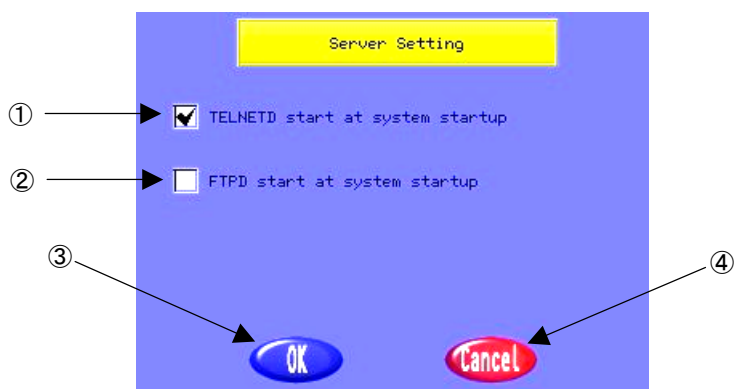 Server Setting
① TELNETD start at system startup
② FTPD start at system startup
③
④
OK
Cancel